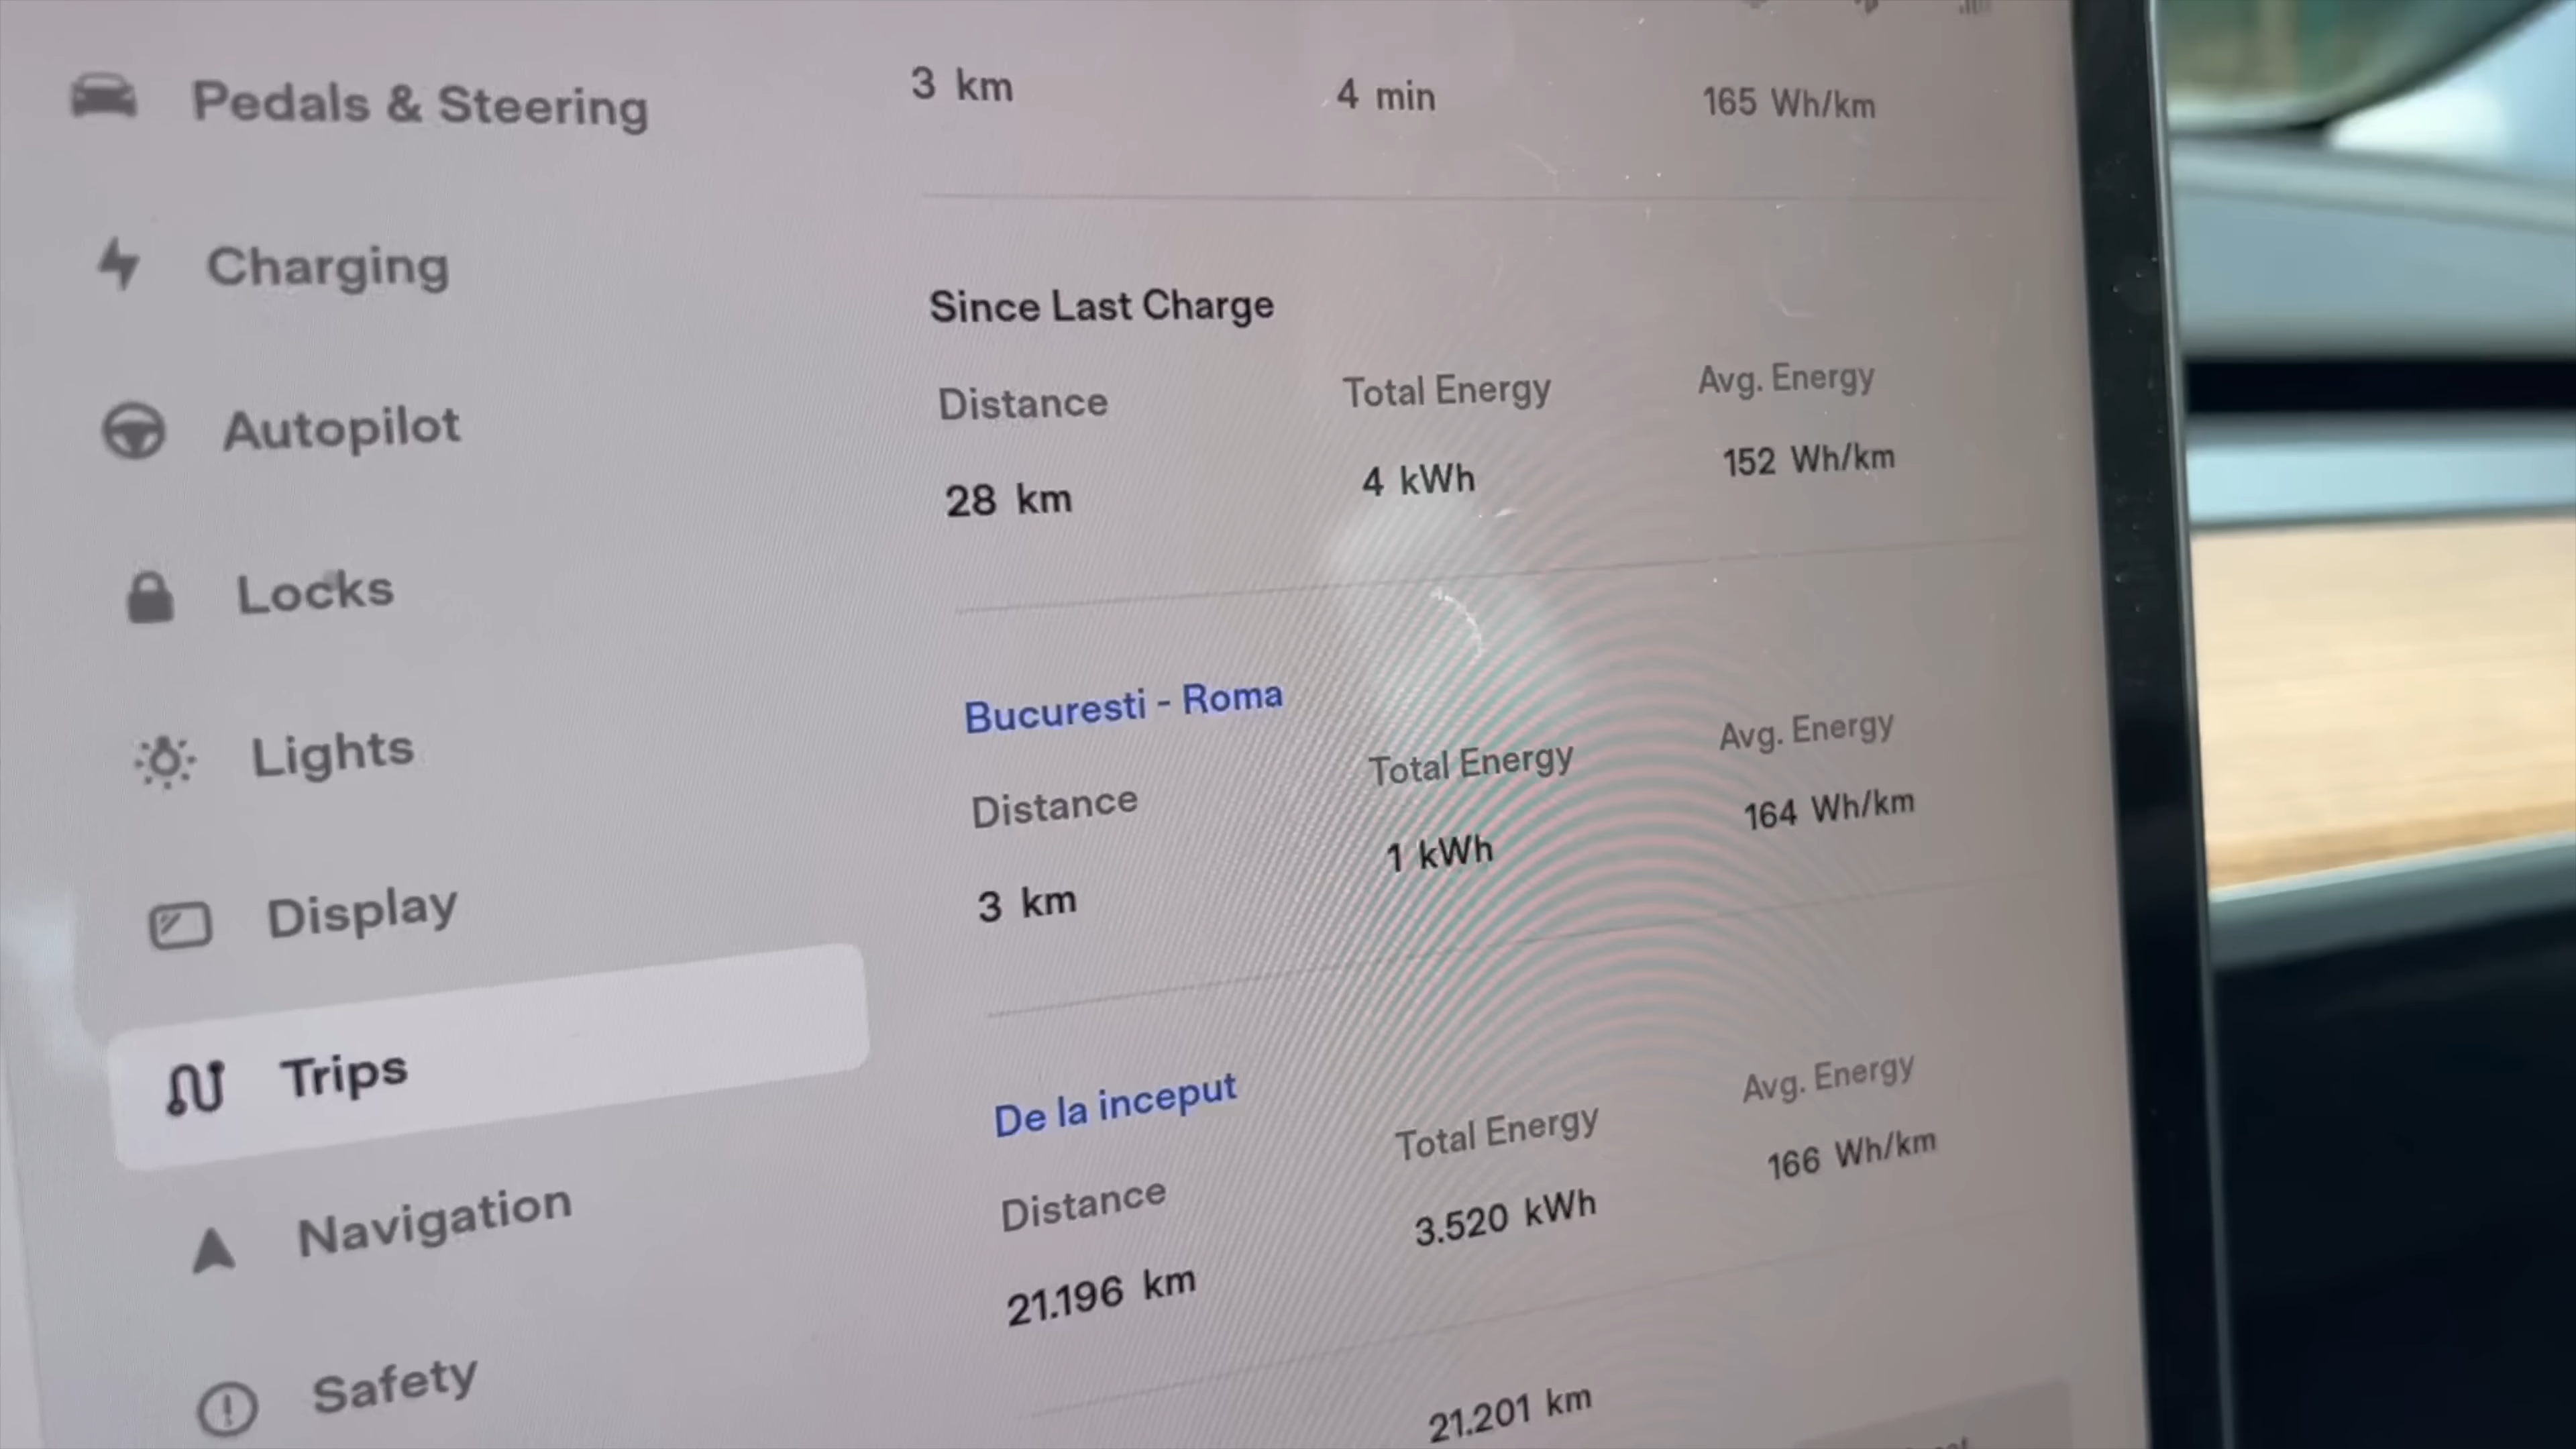 Pedals & Steering
Charging
Autopilot
Locks
Lights
Display
Trips
Navigation
Safety
3 km 4 min 165 Wh/km
Since Last Charge
Distance Total Energy Avg. Energy
28 km 4 kWh 152 Wh/km
Bucuresti - Roma
Distance Total Energy Avg. Energy
3 km 1 kWh 164 Wh/km
De la inceput
Distance Total Energy Avg. Energy
21.196 km 3.520 kWh 166 Wh/km
21.201 km